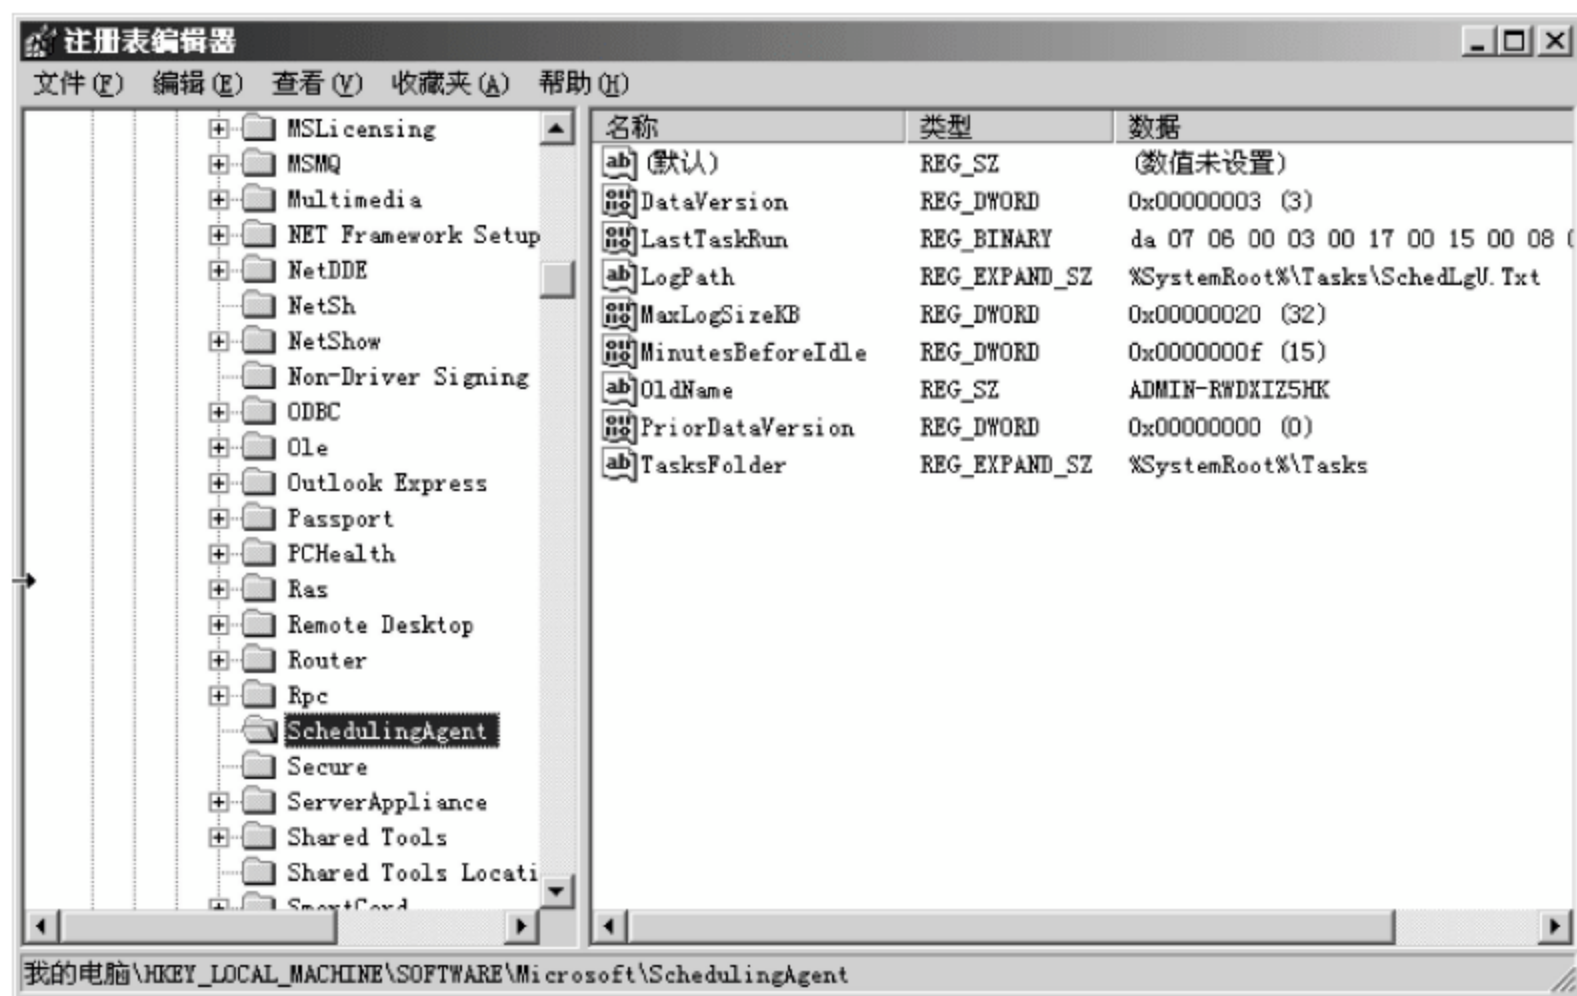 注册表编辑器
文件(F) 编辑(E) 查看(V) 收藏夹(A) 帮助(H)
MSLicensing
MSMQ
Multimedia
NET Framework Setup
NetDDE
NetSh
NetShow
Non-Driver Signing
ODBC
Ole
Outlook Express
Passport
PCHealth
Ras
Remote Desktop
Router
Rpc
SchedulingAgent
Secure
ServerAppliance
Shared Tools
Shared Tools Locati
SmartCard
名称 类型 数据
(默认) REG_SZ (数值未设置)
DataVersion REG_DWORD 0x00000003 (3)
LastTaskRun REG_BINARY da 07 06 00 03 00 17 00 15 00 08
LogPath REG_EXPAND_SZ %SystemRoot%\Tasks\SchedLgU.Txt
MaxLogSizeKB REG_DWORD 0x00000020 (32)
MinutesBeforeIdle REG_DWORD 0x0000000f (15)
OldName REG_SZ ADMIN-RWDXIZ5HK
PriorDataVersion REG_DWORD 0x00000000 (0)
TasksFolder REG_EXPAND_SZ %SystemRoot%\Tasks
我的电脑\HKEY_LOCAL_MACHINE\SOFTWARE\Microsoft\SchedulingAgent